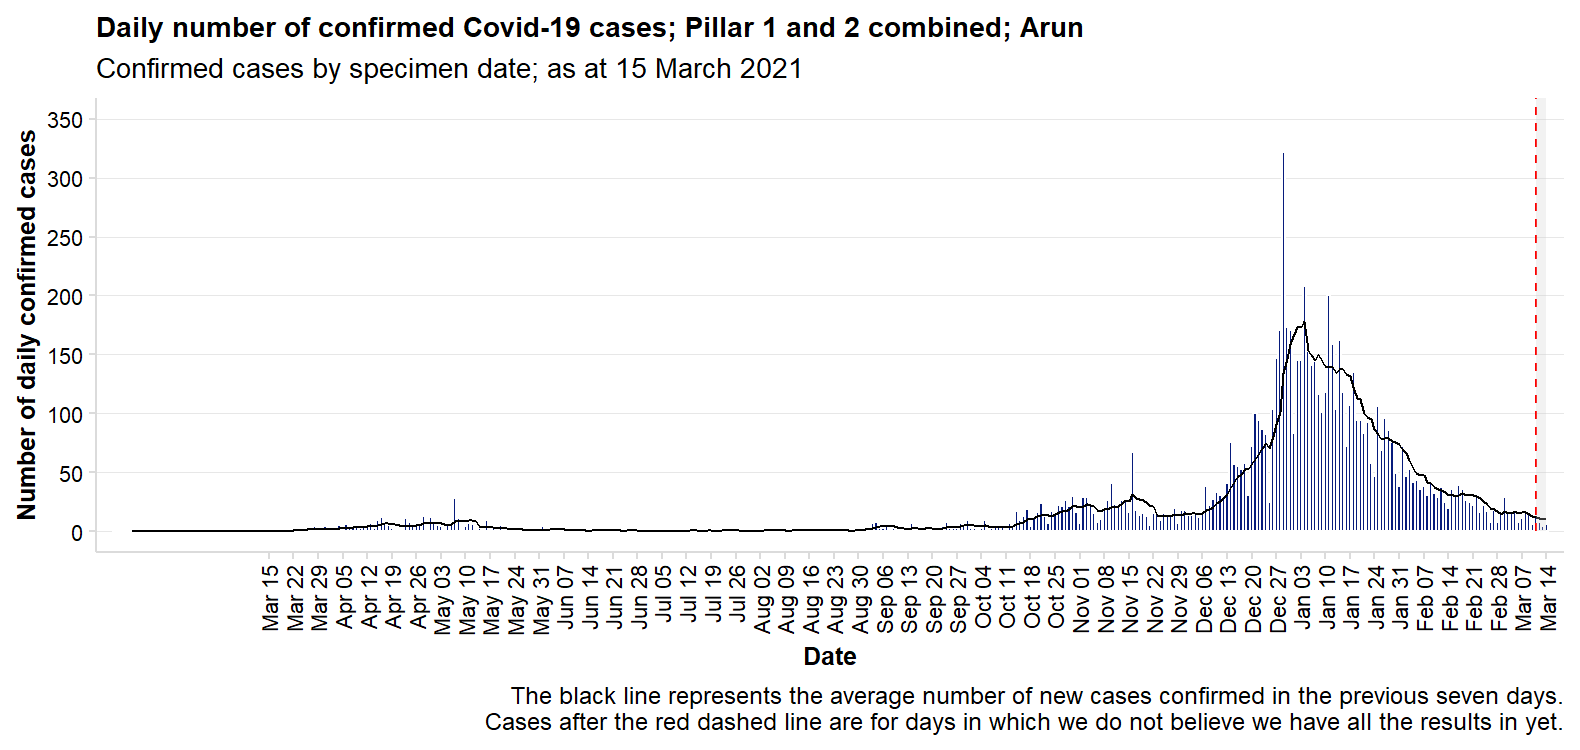 Daily number of confirmed Covid-19 cases; Pillar 1 and 2 combined; Arun
Confirmed cases by specimen date; as at 15 March 2021
Number of daily confirmed cases
350
300
250
200
150
100
50
0
Mar 15
Mar 22
Mar 29
Apr 05
Apr 12
Apr 19
Apr 26
May 03
May 10
May 17
May 24
May 31
Jun 07
Jun 14
Jun 21
Jun 28
Jul 05
Jul 12
Jul 19
Jul 26
Aug 02
Aug 09
Aug 16
Aug 23
Aug 30
Sep 06
Sep 13
Sep 20
Sep 27
Oct 04
Oct 11
Oct 18
Oct 25
Nov 01
Nov 08
Nov 15
Nov 22
Nov 29
Dec 06
Dec 13
Dec 20
Dec 27
Jan 03
Jan 10
Jan 17
Jan 24
Jan 31
Feb 07
Feb 14
Feb 21
Feb 28
Mar 07
Mar 14
Date
The black line represents the average number of new cases confirmed in the previous seven days.
Cases after the red dashed line are for days in which we do not believe we have all the results in yet.